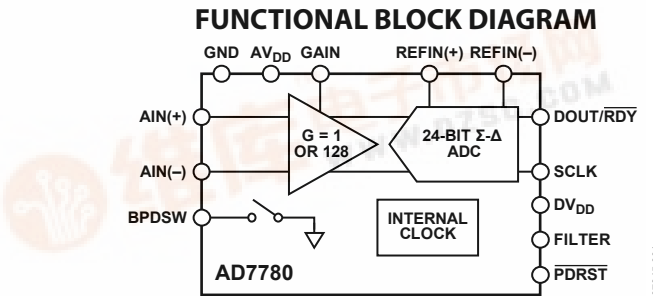 FUNCTIONAL BLOCK DIAGRAM
GND AVDD GAIN REFIN(+) REFIN(–)
AIN(+)
G = 1
OR 128
24-BIT Σ-Δ
ADC
DOUT/RDY
AIN(–)
SCLK
BPDSW
INTERNAL
CLOCK
DVDD
FILTER
AD7780
PDRST